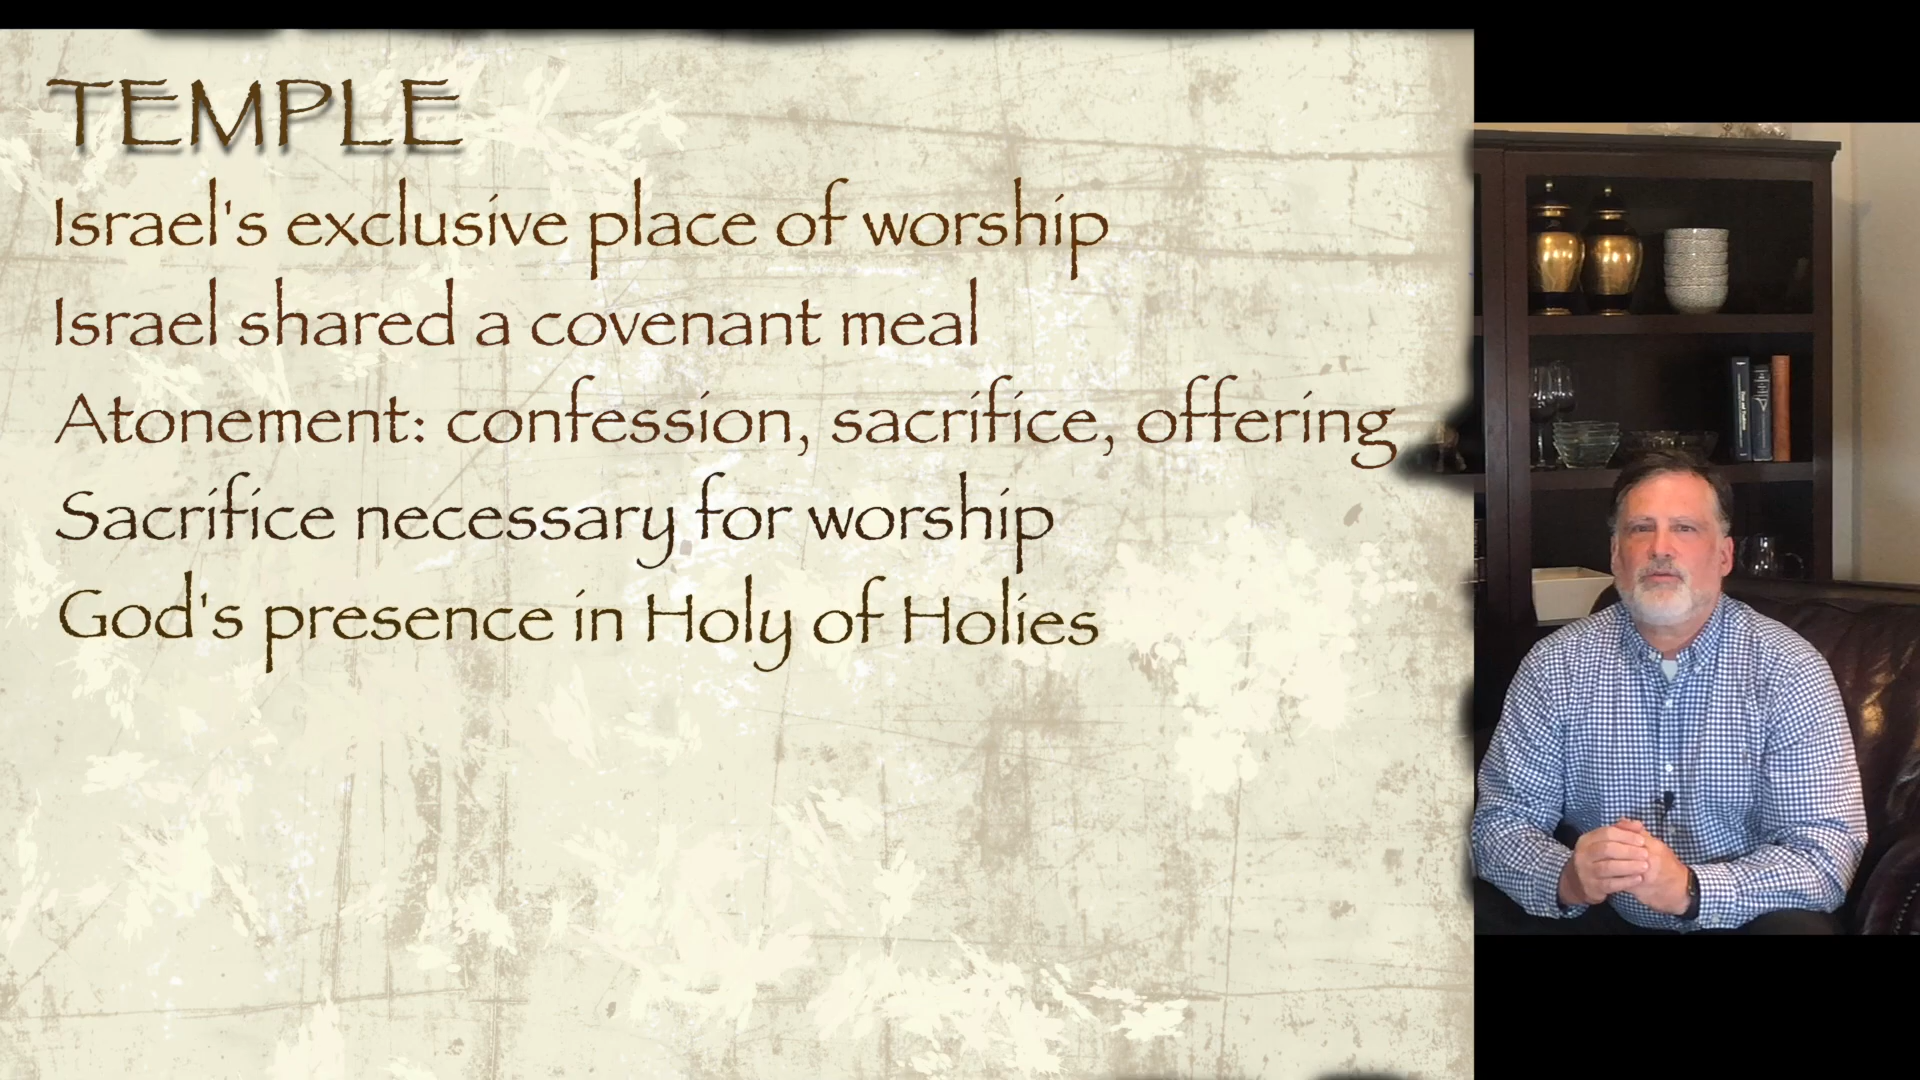 TEMPLE
Israel's exclusive place of worship
Israel shared a covenant meal
Atonement: confession, sacrifice, offering
Sacrifice necessary for worship
God's presence in Holy of Holies